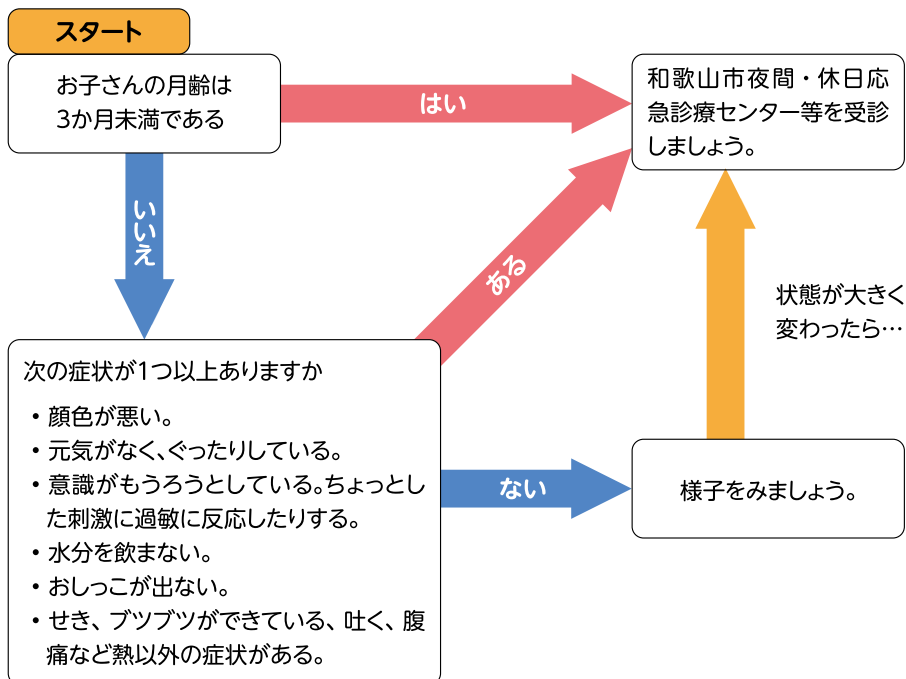 スタート
お子さんの月齢は
3か月未満である
はい
和歌山市夜間・休日応
急診療センター等を受診
しましょう。
いいえ
ある
状態が大きく
変わったら…
次の症状が1つ以上ありますか
・顔色が悪い。
・元気がなく、ぐったりしている。
・意識がもうろうとしている。ちょっとし
た刺激に過敏に反応したりする。
・水分を飲まない。
・おしっこが出ない。
・せき、ブツブツができている、吐く、腹
痛など熱以外の症状がある。
ない
様子をみましょう。